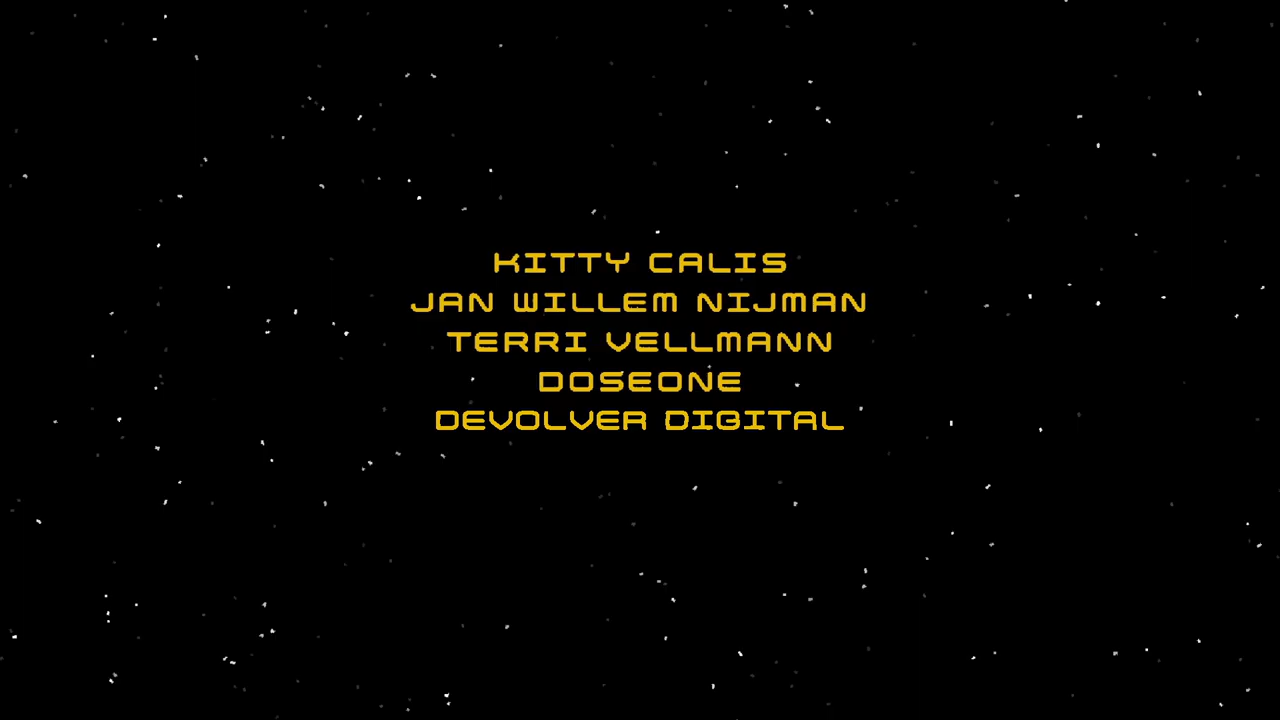 KITTY CALIS
JAN WILLEM NIJMAN
TERRI VELLMANN
DOSEONE
DEVOLVER DIGITAL